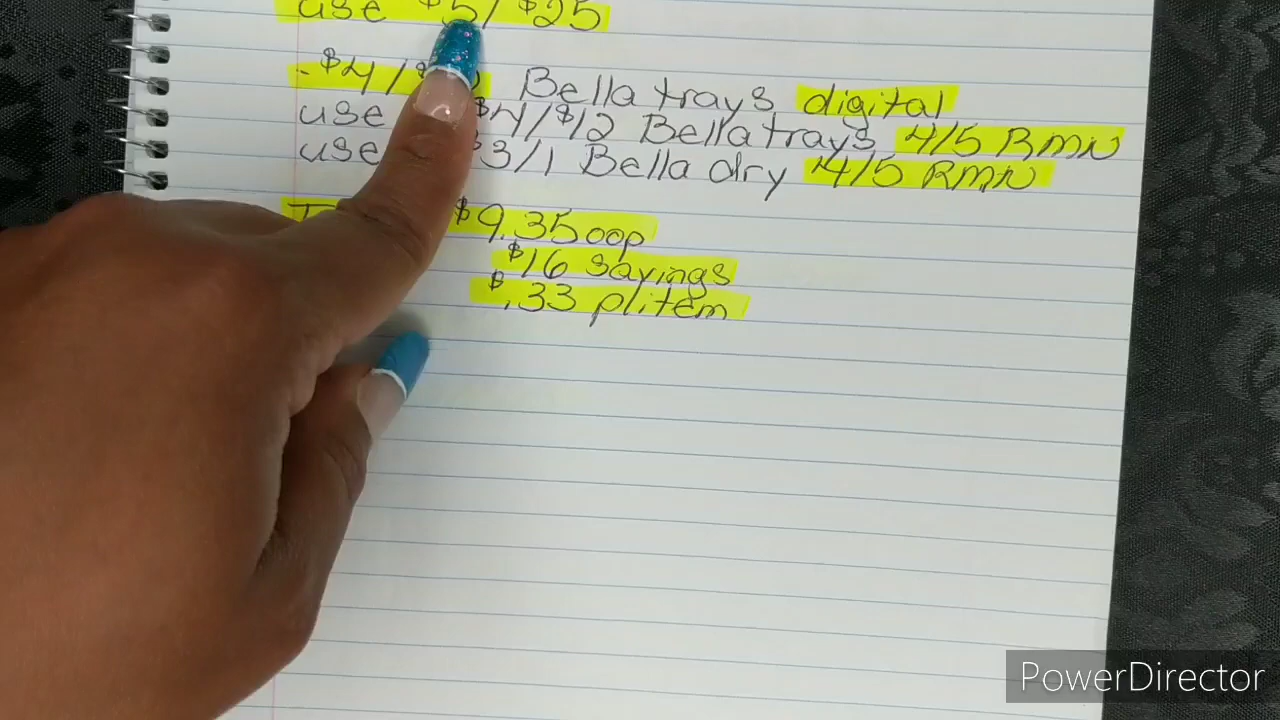 use $5/$25
-$4/ Bella trays digital
use $4/$12 Bella trays 4/5 RMN
use $3/1 Bella dry 4/5 RMN
$9.35 oop
$16 savings
$.33 p/item
PowerDirector